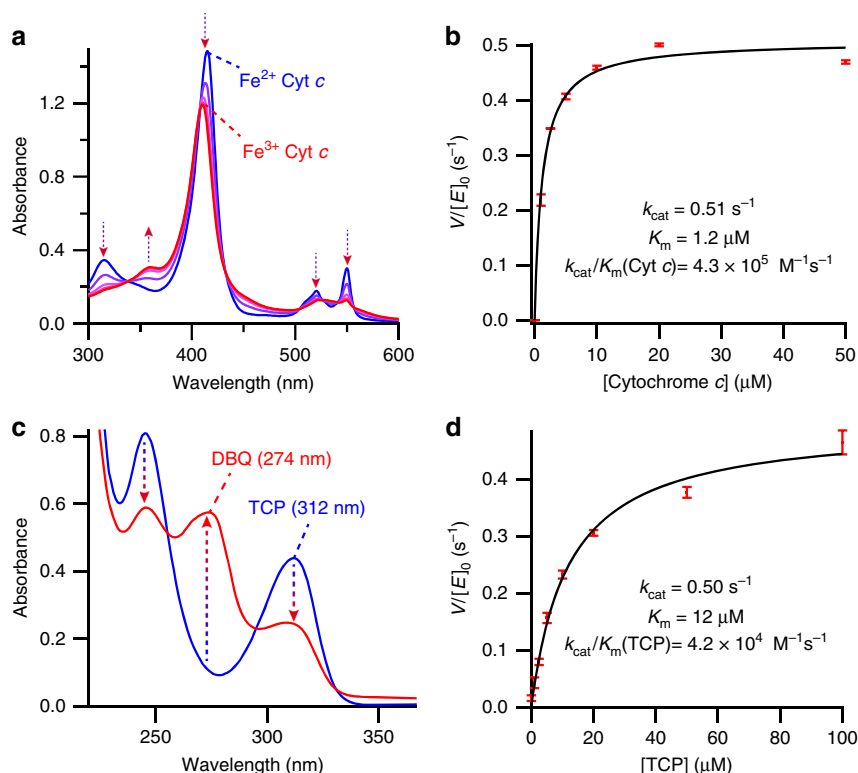 a
Fe2+ Cyt c
Fe3+ Cyt c
Absorbance
1.2
0.8
0.4
0.0
300
400
500
600
Wavelength (nm)
b
V/[E]0 (s−1)
0.5
0.4
0.3
0.2
0.1
0.0
kcat = 0.51 s−1
Km = 1.2 μM
kcat/Km(Cyt c)= 4.3 × 10⁵ M−1s−1
0
10
20
30
40
50
[Cytochrome c] (μM)
c
DBQ (274 nm)
TCP (312 nm)
Absorbance
0.8
0.6
0.4
0.2
0.0
250
300
350
Wavelength (nm)
d
V/[E]0 (s−1)
0.4
0.3
0.2
0.1
0.0
kcat = 0.50 s−1
Km = 12 μM
kcat/Km(TCP)= 4.2 × 10⁴ M−1s−1
0
20
40
60
80
100
[TCP] (μM)